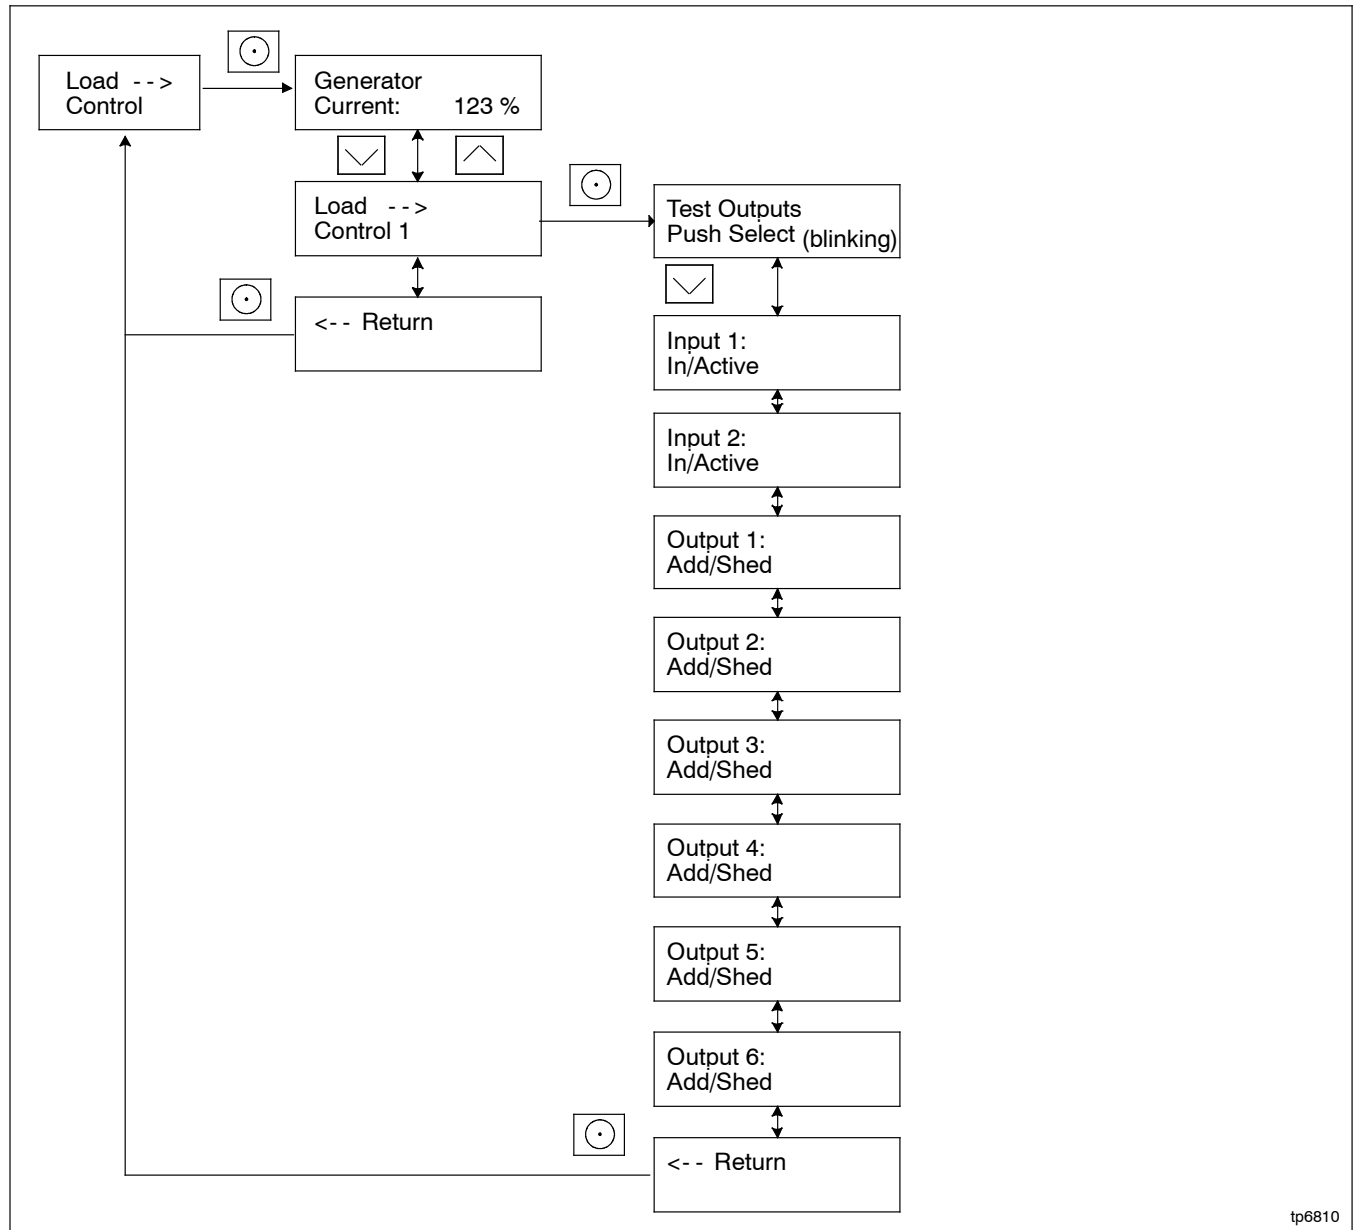 Load - ->
Control
Generator
Current: 123 %
Load - ->
Control 1
<- - Return
Test Outputs
Push Select (blinking)
Input 1:
In/Active
Input 2:
In/Active
Output 1:
Add/Shed
Output 2:
Add/Shed
Output 3:
Add/Shed
Output 4:
Add/Shed
Output 5:
Add/Shed
Output 6:
Add/Shed
<- - Return
tp6810